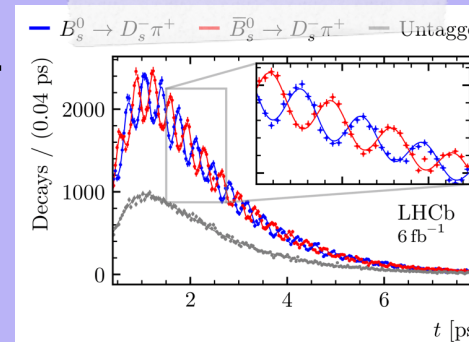 B_s^0 → D_s^- π^+ B̄_s^0 → D_s^- π^+ Untagge
Decays / (0.04 ps)
2000
1000
0
LHCb
6 fb^−1
2 4 6
t [ps